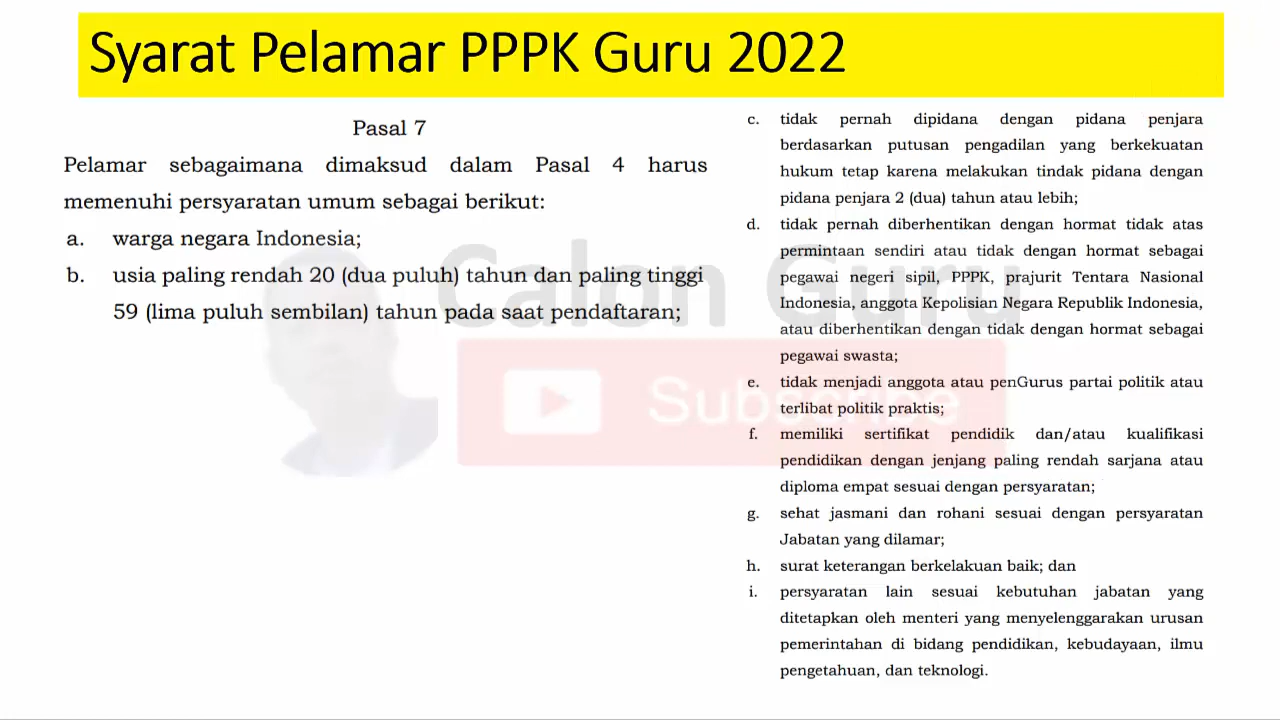 Syarat Pelamar PPPK Guru 2022
Pasal 7
Pelamar sebagaimana dimaksud dalam Pasal 4 harus
memenuhi persyaratan umum sebagai berikut:
a. warga negara Indonesia;
b. usia paling rendah 20 (dua puluh) tahun dan paling tinggi
59 (lima puluh sembilan) tahun pada saat pendaftaran;
c. tidak pernah dipidana dengan pidana penjara
berdasarkan putusan pengadilan yang berkekuatan
hukum tetap karena melakukan tindak pidana dengan
pidana penjara 2 (dua) tahun atau lebih;
d. tidak pernah diberhentikan dengan hormat tidak atas
permintaan sendiri atau tidak dengan hormat sebagai
pegawai negeri sipil, PPPK, prajurit Tentara Nasional
Indonesia, anggota Kepolisian Negara Republik Indonesia,
atau diberhentikan dengan tidak dengan hormat sebagai
pegawai swasta;
e. tidak menjadi anggota atau penGurus partai politik atau
terlibat politik praktis;
f. memiliki sertifikat pendidik dan/atau kualifikasi
pendidikan dengan jenjang paling rendah sarjana atau
diploma empat sesuai dengan persyaratan;
g. sehat jasmani dan rohani sesuai dengan persyaratan
Jabatan yang dilamar;
h. surat keterangan berkelakuan baik; dan
i. persyaratan lain sesuai kebutuhan jabatan yang
ditetapkan oleh menteri yang menyelenggarakan urusan
pemerintahan di bidang pendidikan, kebudayaan, ilmu
pengetahuan, dan teknologi.
Calon Guru
Subscribe